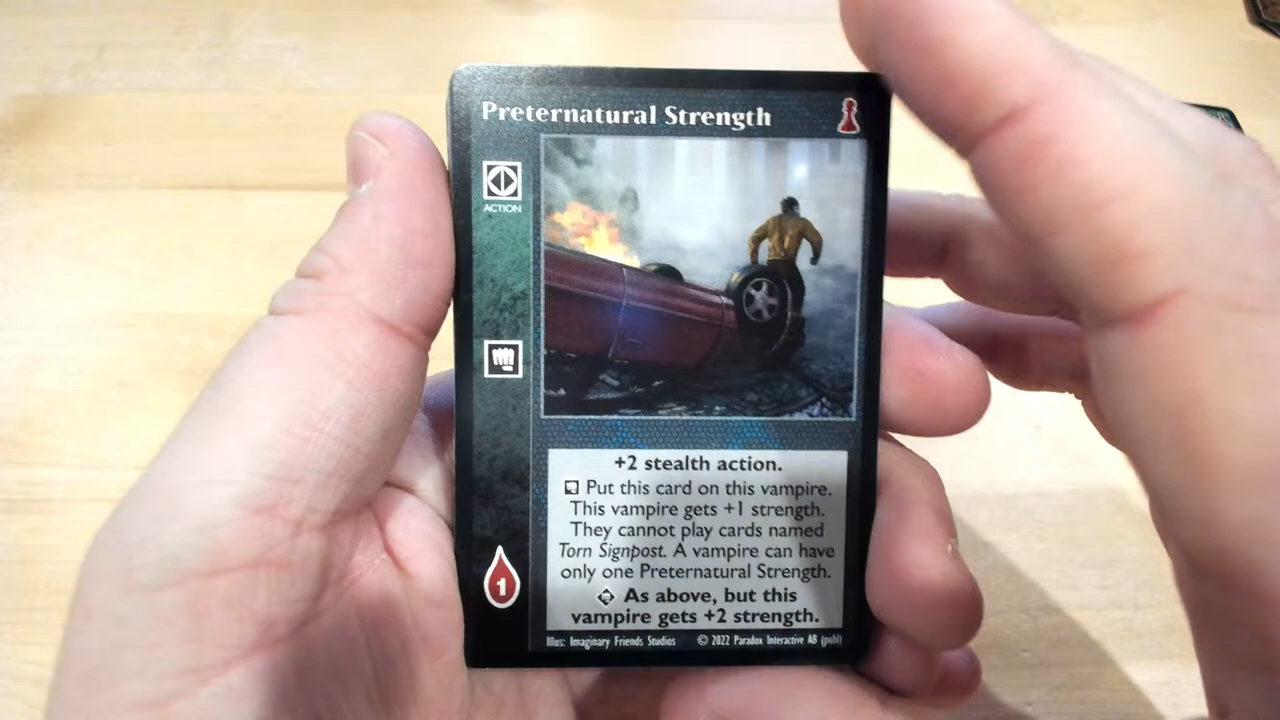 Preternatural Strength
ACTION
+2 stealth action.
Put this card on this vampire.
This vampire gets +1 strength.
They cannot play cards named
Torn Signpost. A vampire can have
only one Preternatural Strength.
As above, but this
vampire gets +2 strength.
1
Illus: Imaginary Friends Studios © 2022 Paradox Interactive AB (publ)